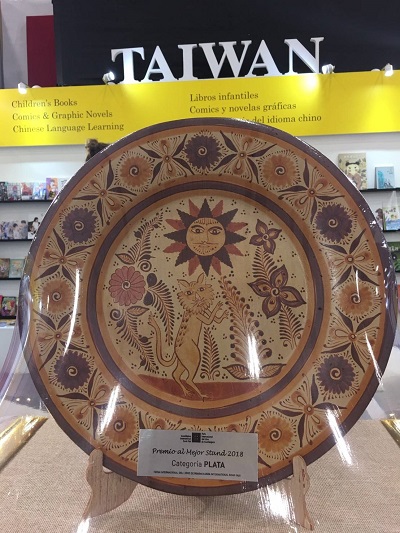 TAIWAN
Children's Books
Comics & Graphic Novels
Chinese Language Learning
Libros infantiles
Comics y novelas gráficas
del idioma chino
Premio al Mejor Stand 2018
Categoría PLATA